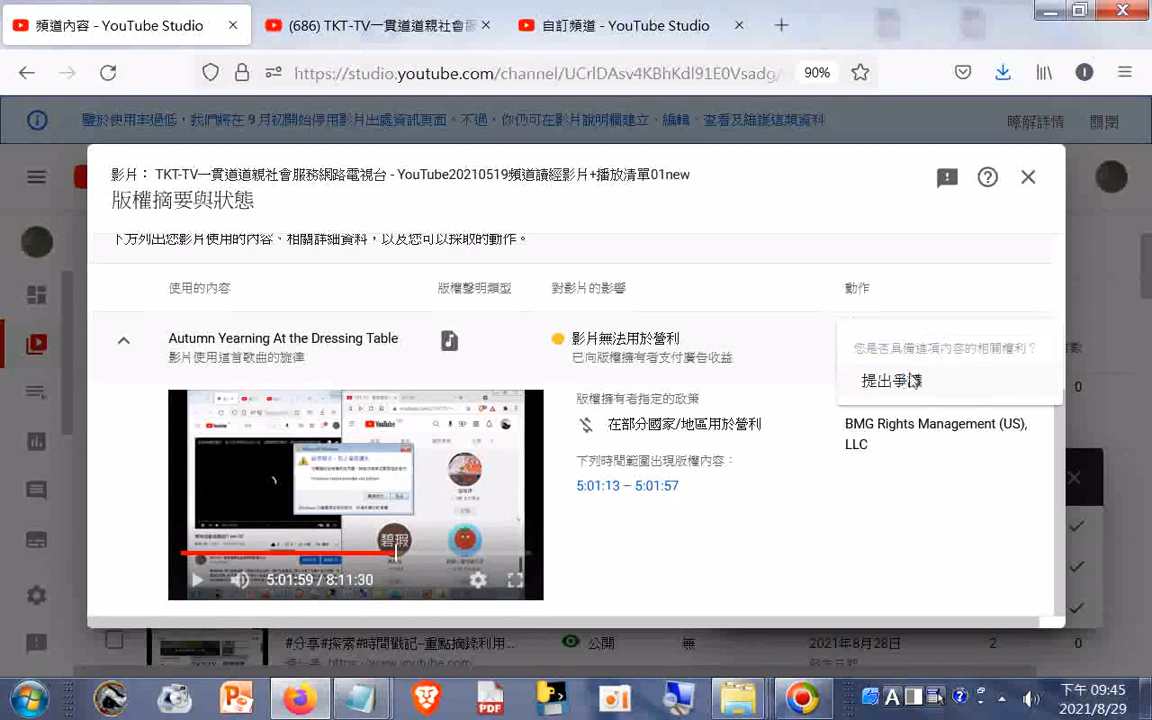 頻道內容 - YouTube Studio
(686) TKT-TV一貫道道親社會服
自訂頻道 - YouTube Studio
https://studio.youtube.com/channel/UCrlDAsv4KBhKdl91E0Vsadg/
90%
鑒於使用率過低，我們將在 9 月初開始停用影片出處資訊頁面。不過，你仍可在影片說明欄建立、編輯、查看及維護這類資料
瞭解詳情
關閉
影片： TKT-TV一貫道道親社會服務網路電視台 - YouTube20210519頻道讀經影片+播放清單01new
版權摘要與狀態
下方列出您影片使用的內容、相關詳細資料，以及您可以採取的動作。
使用的內容
版權聲明類型
對影片的影響
動作
Autumn Yearning At the Dressing Table
影片使用這首歌曲的旋律
影片無法用於營利
已向版權擁有者支付廣告收益
您是否具備這項內容的相關權利？
提出爭議
數
0
版權擁有者指定的政策
在部分國家/地區用於營利
下列時間範圍出現版權內容：
5:01:13 – 5:01:57
BMG Rights Management (US), LLC
YouTube
碧瑕
5:01:59 / 8:11:30
#分享#探索#時間戳記–重點摘錄利用...
公開
無
2021年8月28日
2
0
https://www.youtube.com
PDF
A
下午 09:45
2021/8/29